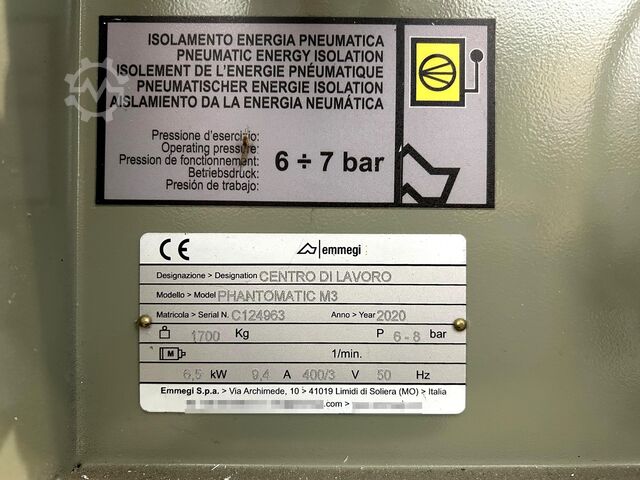 ISOLAMENTO ENERGIA PNEUMATICA
PNEUMATIC ENERGY ISOLATION
ISOLEMENT DE L'ENERGIE PNÉUMATIQUE
PNEUMATISCHER ENERGIE ISOLATION
AISLAMIENTO DA LA ENERGIA NEUMÁTICA
Pressione d'esercizio:
Operating pressure:
Pression de fonctionnement:
Betriebsdruck:
Presión de trabajo:
6 ÷ 7 bar
CE emmegi
Designazione > Designation CENTRO DI LAVORO
Modello > Model PHANTOMATIC M3
Matricola > Serial N. C124963 Anno > Year 2020
1700 Kg P 6-8 bar
M 1/min.
6,5 kW 9,4 A 400/3 V 50 Hz
Emmegi S.p.a. > Via Archimede, 10 > 41019 Limidi di Soliera (MO) > Italia
.com >